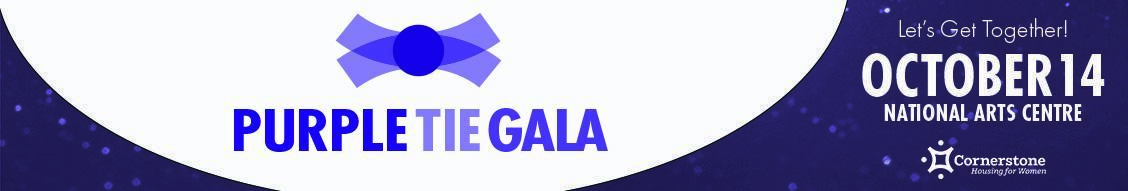 PURPLE TIE GALA
Let's Get Together!
OCTOBER 14
NATIONAL ARTS CENTRE
Cornerstone
Housing for Women